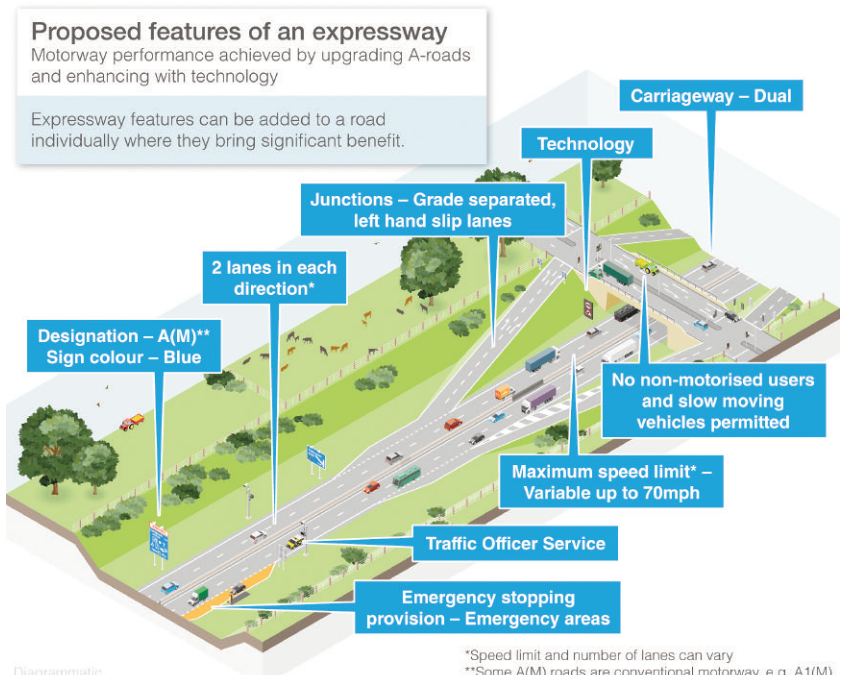 Proposed features of an expressway
Motorway performance achieved by upgrading A-roads
and enhancing with technology
Expressway features can be added to a road
individually where they bring significant benefit.
Carriageway – Dual
Technology
Junctions – Grade separated,
left hand slip lanes
2 lanes in each
direction*
Designation – A(M)**
Sign colour – Blue
No non-motorised users
and slow moving
vehicles permitted
Maximum speed limit* –
Variable up to 70mph
Traffic Officer Service
Emergency stopping
provision – Emergency areas
*Speed limit and number of lanes can vary
**Some A(M) roads are conventional motorway, e.g. A1(M)
Diagrammatic